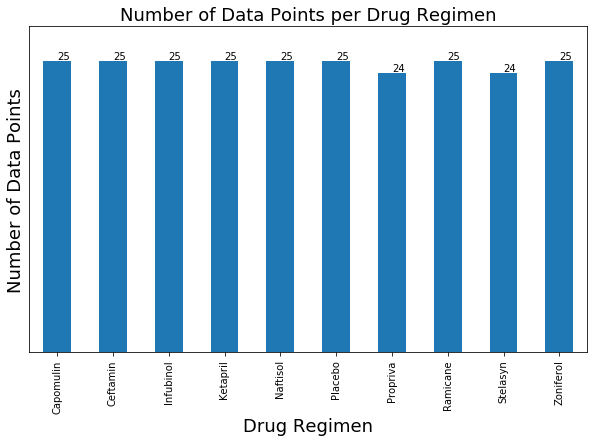 Number of Data Points per Drug Regimen
25 25 25 25 25 25 24 25 24 25
Number of Data Points
Capomulin Ceftamin Infubinol Ketapril Naftisol Placebo Propriva Ramicane Stelasyn Zoniferol
Drug Regimen